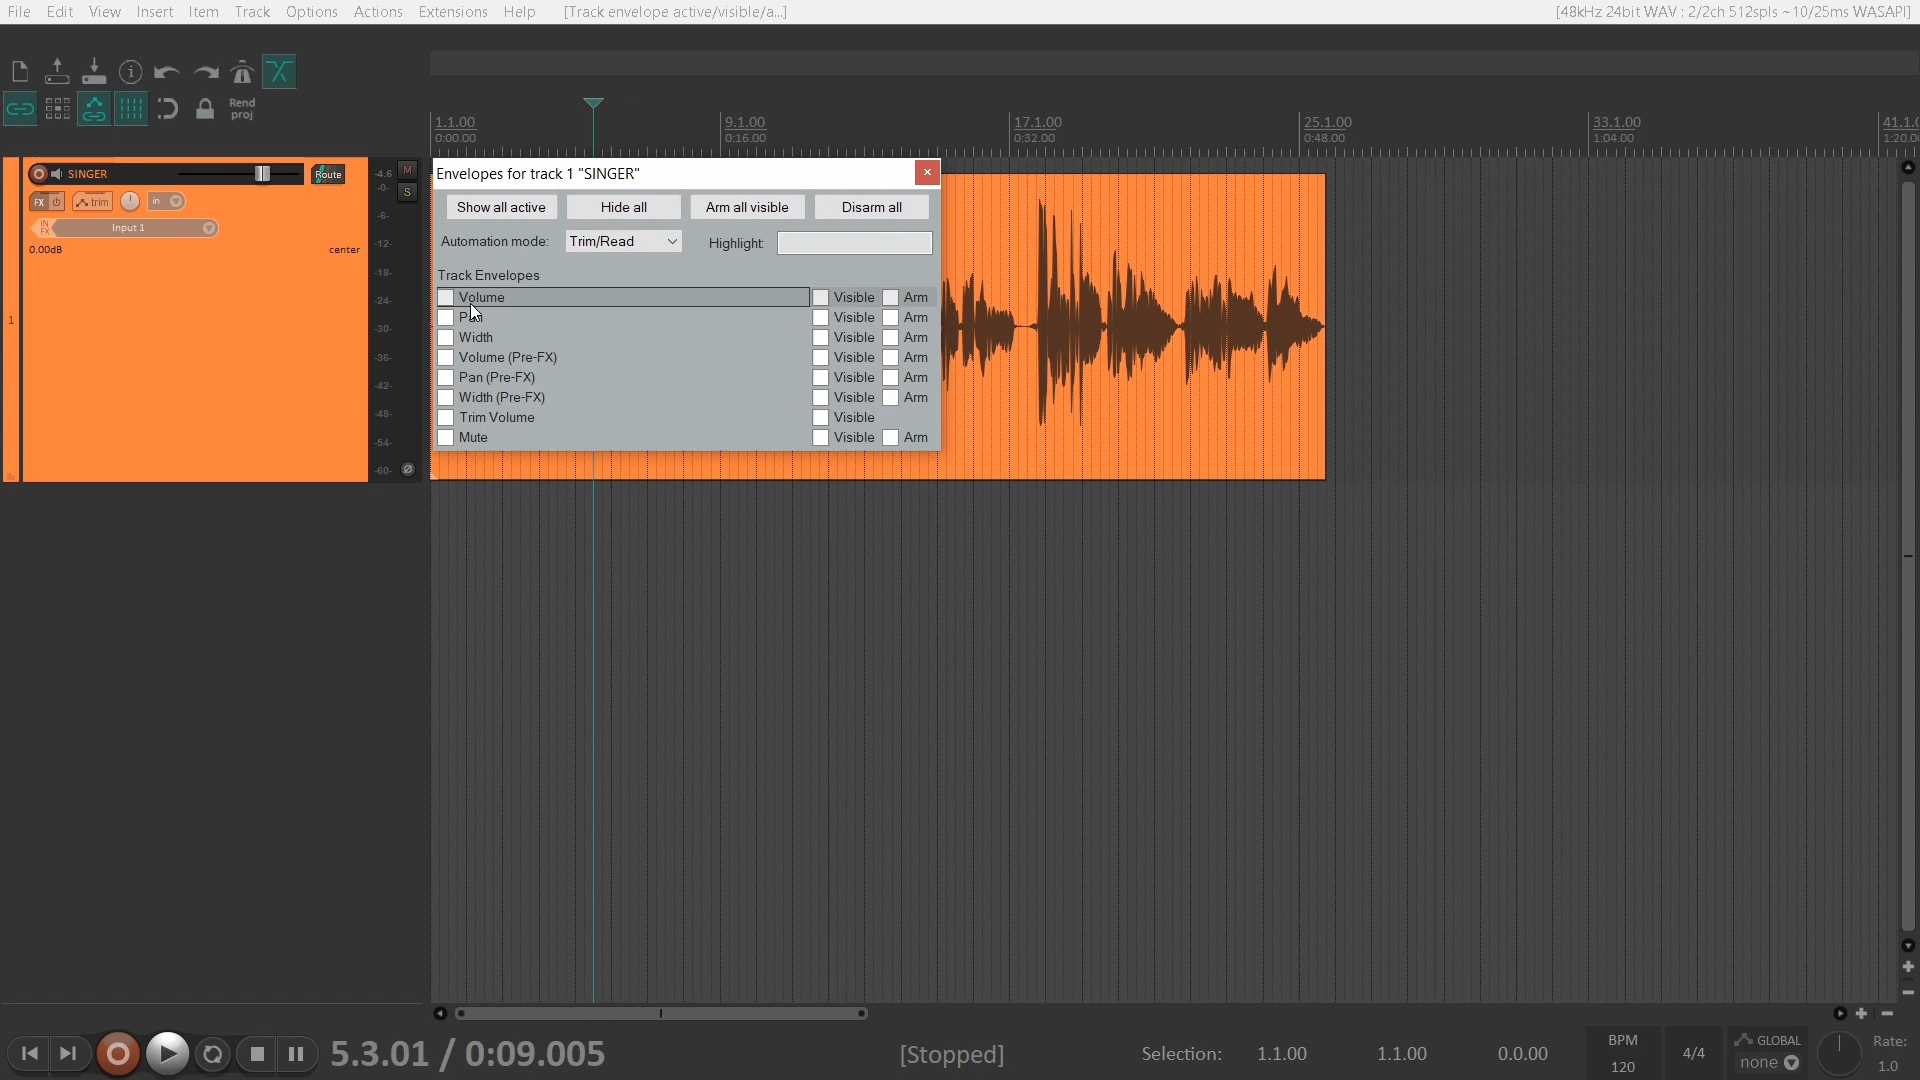 File Edit View Insert Item Track Options Actions Extensions Help [Track envelope active/visible/a...] [48kHz 24bit WAV : 2/2ch 512spls ~10/25ms WASAPI]
Rend
proj
1.1.00 9.1.00 17.1.00 25.1.00 33.1.00
0:00.00 0:16.00 0:32.00 0:48.00 1:04.00
SINGER Route -4.6 M
-0- S
FX trim in
-6-
IN
FX Input 1
0.00dB center -12-
-18-
-24-
1 -30-
-36-
-42-
-48-
-54-
-60-
Envelopes for track 1 "SINGER"
Show all active Hide all Arm all visible Disarm all
Automation mode: Trim/Read Highlight:
Track Envelopes
Volume Visible Arm
Pan Visible Arm
Width Visible Arm
Volume (Pre-FX) Visible Arm
Pan (Pre-FX) Visible Arm
Width (Pre-FX) Visible Arm
Trim Volume Visible
Mute Visible Arm
5.3.01 / 0:09.005 [Stopped] Selection: 1.1.00 1.1.00 0.0.00
BPM
120
4/4
GLOBAL
none
Rate:
1.0